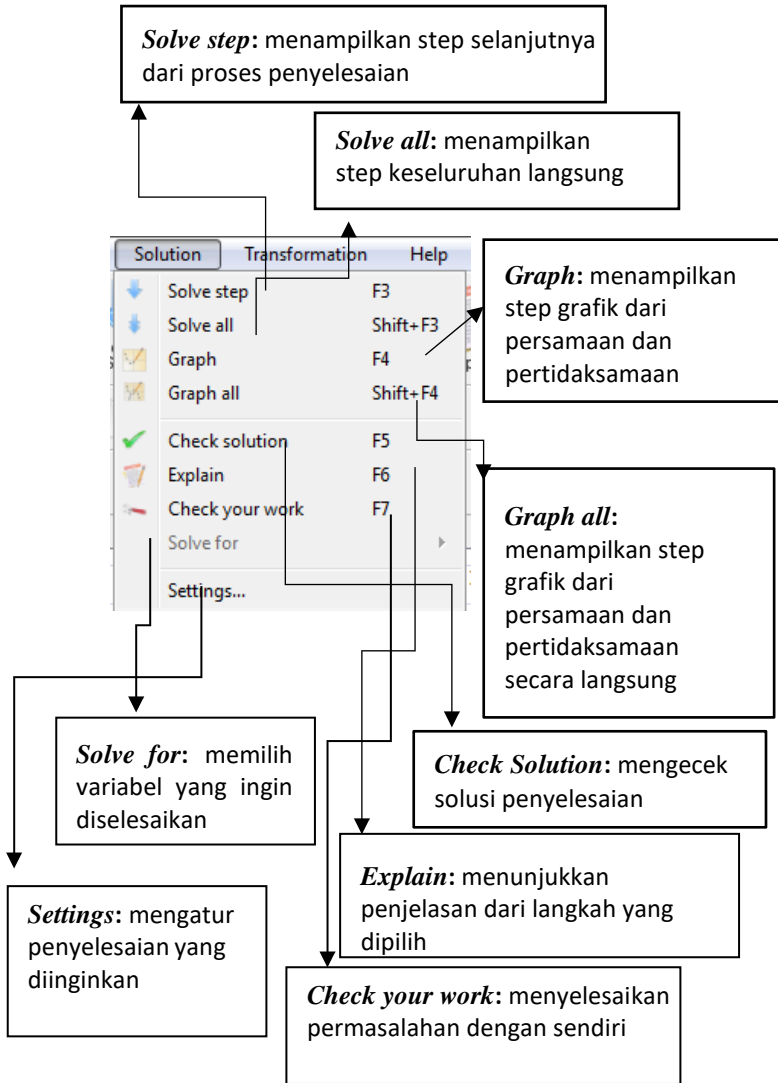 Solve step: menampilkan step selanjutnya
dari proses penyelesaian
Solve all: menampilkan
step keseluruhan langsung
Solution Transformation Help
Solve step F3
Solve all Shift+F3
Graph F4
Graph all Shift+F4
Check solution F5
Explain F6
Check your work F7
Solve for
Settings...
Graph: menampilkan
step grafik dari
persamaan dan
pertidaksamaan
Graph all:
menampilkan step
grafik dari
persamaan dan
pertidaksamaan
secara langsung
Solve for: memilih
variabel yang ingin
diselesaikan
Check Solution: mengecek
solusi penyelesaian
Explain: menunjukkan
penjelasan dari langkah yang
dipilih
Settings: mengatur
penyelesaian yang
diinginkan
Check your work: menyelesaikan
permasalahan dengan sendiri